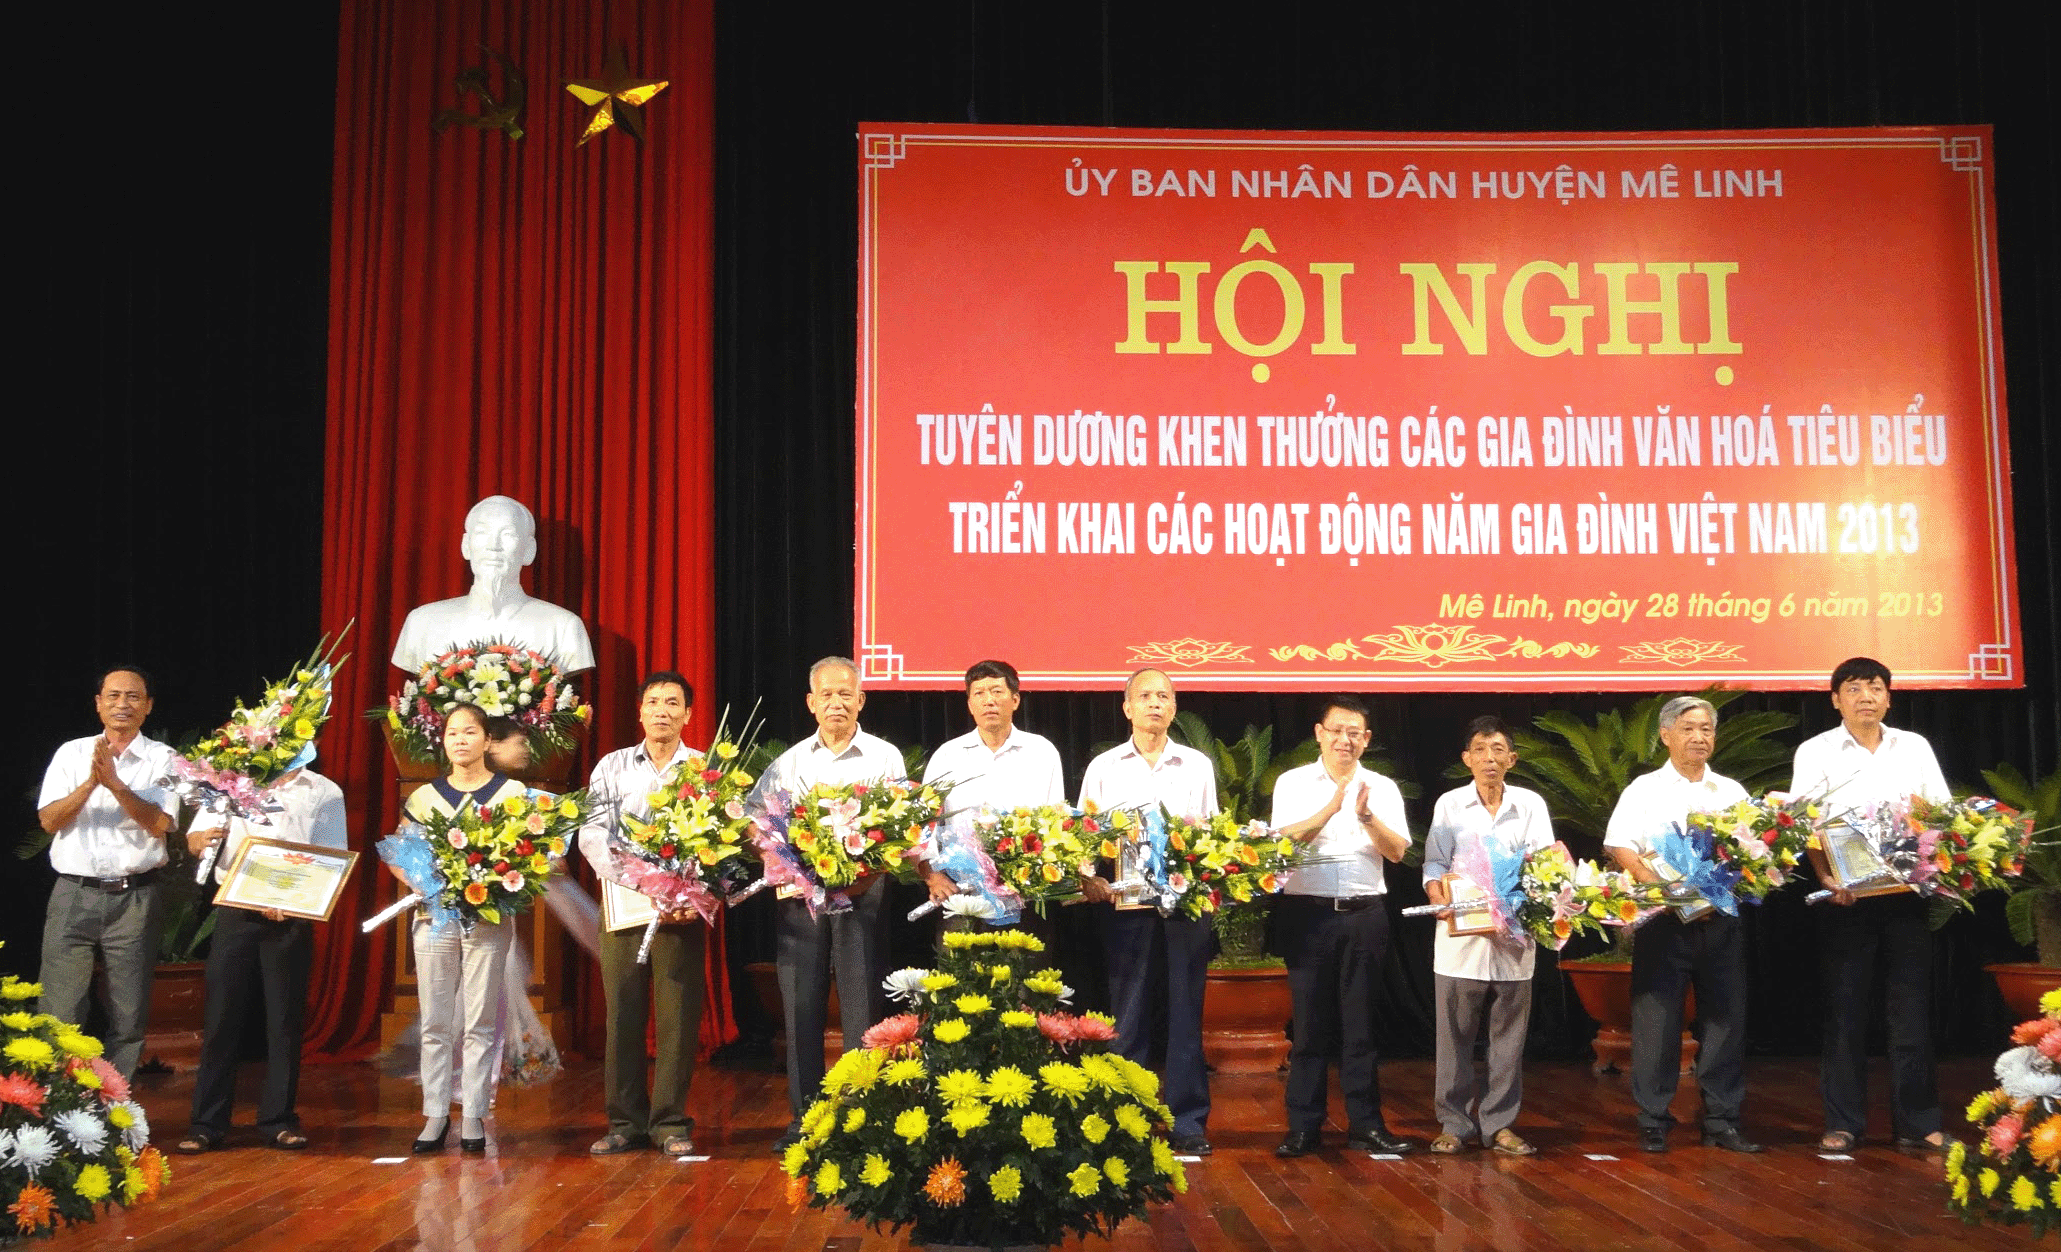 ỦY BAN NHÂN DÂN HUYỆN MÊ LINH
HỘI NGHỊ
TUYÊN DƯƠNG KHEN THƯỞNG CÁC GIA ĐÌNH VĂN HOÁ TIÊU BIỂU
TRIỂN KHAI CÁC HOẠT ĐỘNG NĂM GIA ĐÌNH VIỆT NAM 2013
Mê Linh, ngày 28 tháng 6 năm 2013